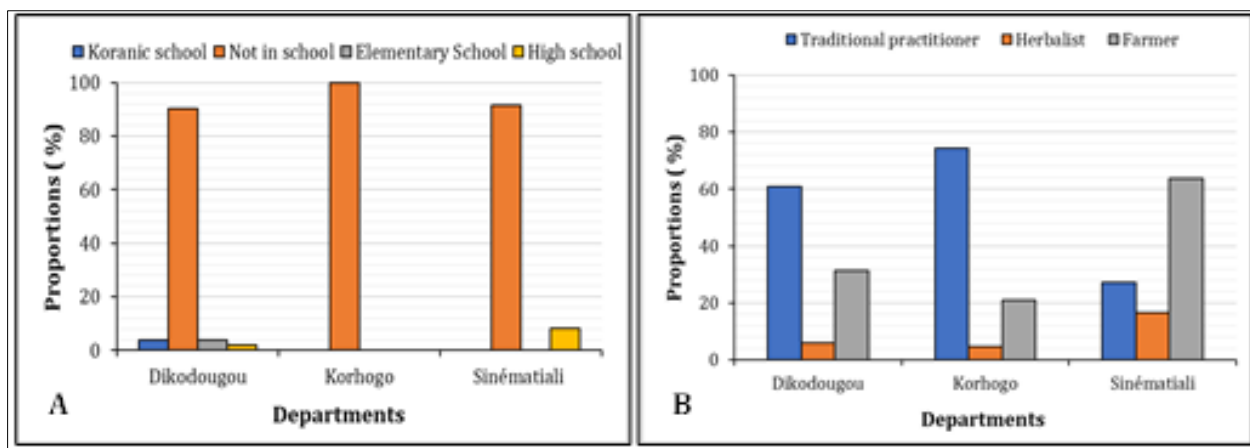 Koranic school Not in school Elementary School High school
100
80
60
40
20
0
Proportions ( %)
Dikodougou Korhogo Sinématiali
Departments
A
Traditional practitioner Herbalist Farmer
100
80
60
40
20
0
Proportions ( %)
Dikodougou Korhogo Sinématiali
Departments
B